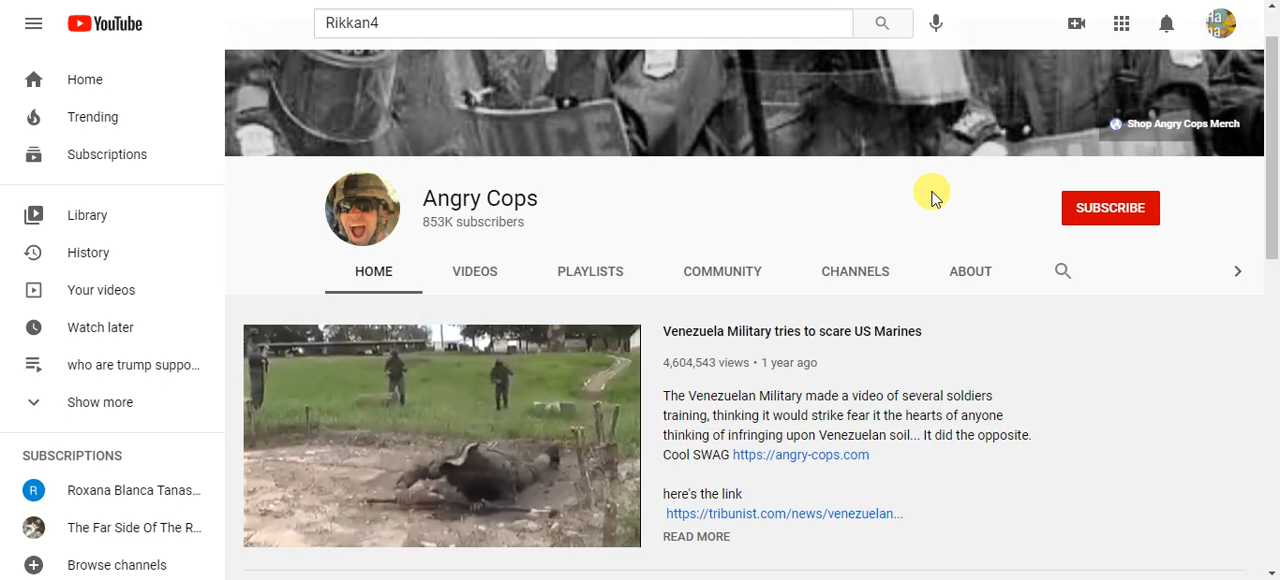 YouTube
Rikkan4
Home
Trending
Subscriptions
Library
History
Your videos
Watch later
who are trump suppo...
Show more
SUBSCRIPTIONS
R
Roxana Blanca Tanas...
The Far Side Of The R...
Browse channels
Shop Angry Cops Merch
Angry Cops
853K subscribers
SUBSCRIBE
HOME
VIDEOS
PLAYLISTS
COMMUNITY
CHANNELS
ABOUT
Venezuela Military tries to scare US Marines
4,604,543 views • 1 year ago
The Venezuelan Military made a video of several soldiers
training, thinking it would strike fear it the hearts of anyone
thinking of infringing upon Venezuelan soil... It did the opposite.
Cool SWAG https://angry-cops.com
here's the link
https://tribunist.com/news/venezuelan...
READ MORE